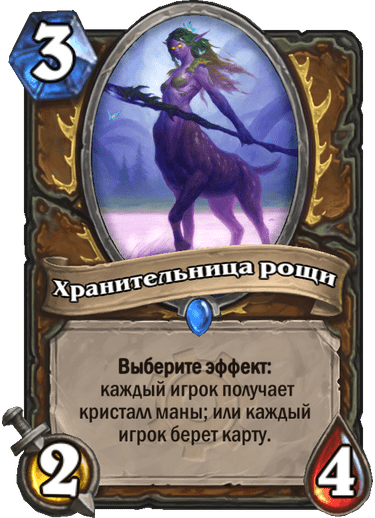 3
Хранительница рощи
Выберите эффект:
каждый игрок получает
кристалл маны; или каждый
игрок берет карту.
2
4